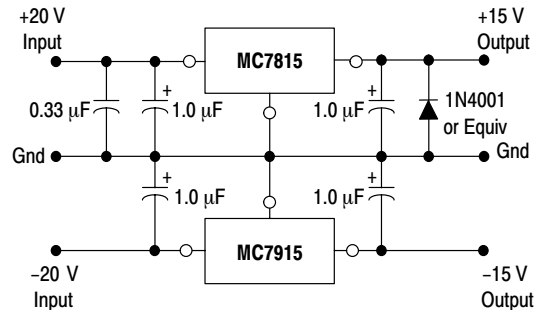 +20 V
Input
+15 V
Output
MC7815
0.33 μF
+
1.0 μF
1.0 μF
+
1N4001
or Equiv
Gnd
Gnd
+
1.0 μF
1.0 μF
+
MC7915
−20 V
Input
−15 V
Output